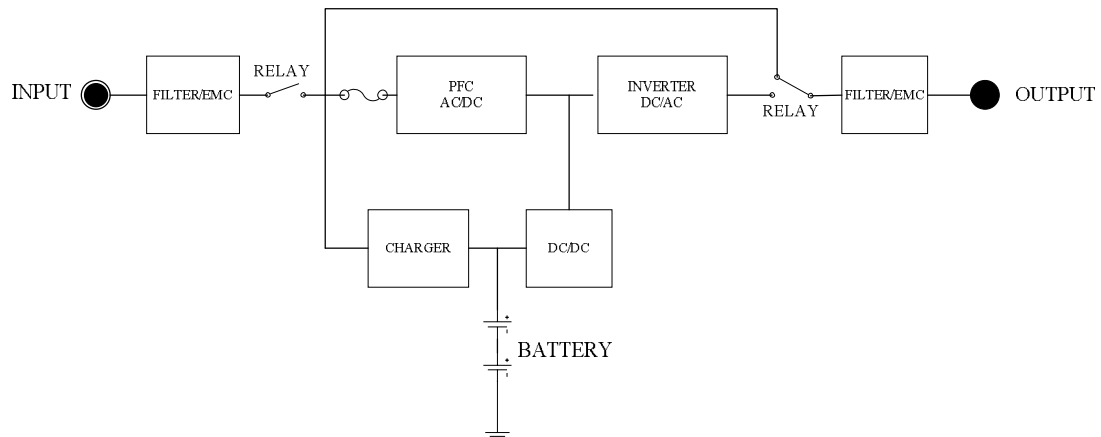 INPUT
FILTER/EMC
RELAY
PFC
AC/DC
INVERTER
DC/AC
RELAY
FILTER/EMC
OUTPUT
CHARGER
DC/DC
BATTERY